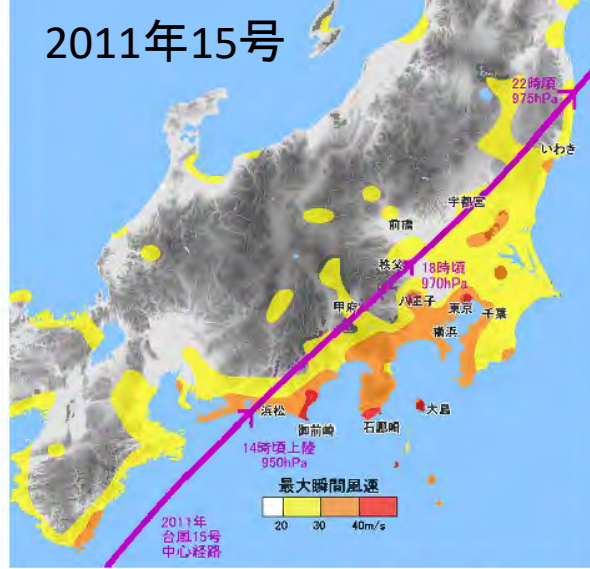 2011年15号
22時頃
975hPa
いわき
宇都宮
前橋
秩父
18時頃
970hPa
甲府
八王子
東京
千葉
横浜
浜松
大島
御前崎
石廊崎
14時頃上陸
950hPa
最大瞬間風速
20 30 40m/s
2011年
台風15号
中心経路